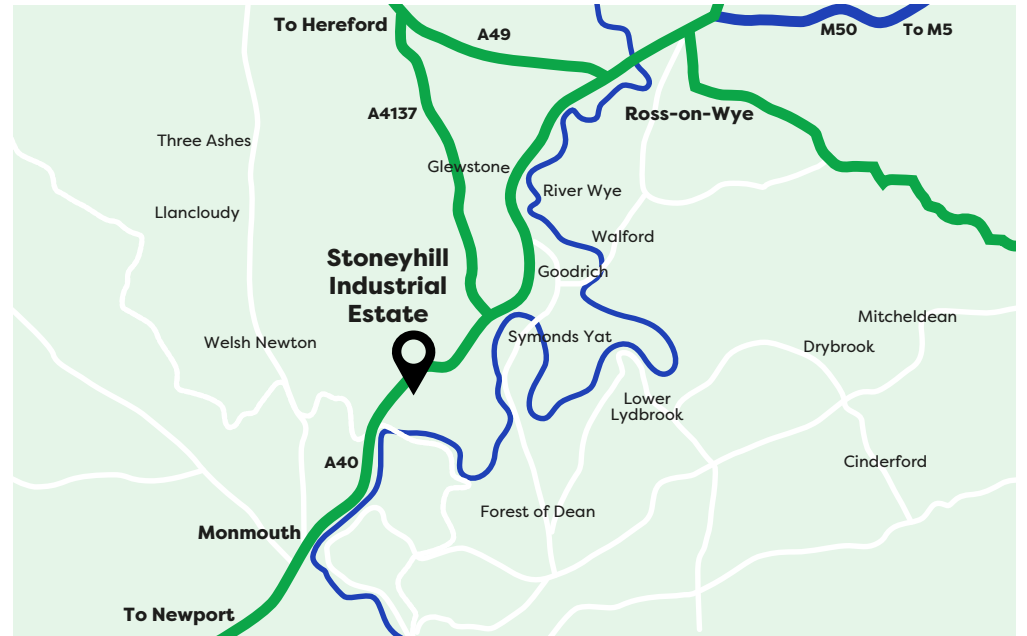 To Hereford
A49
M50
To M5
A4137
Ross-on-Wye
Three Ashes
Glewstone
River Wye
Llancloudy
Walford
Stoneyhill
Industrial
Estate
Goodrich
Mitcheldean
Symonds Yat
Welsh Newton
Drybrook
Lower
Lydbrook
A40
Cinderford
Forest of Dean
Monmouth
To Newport